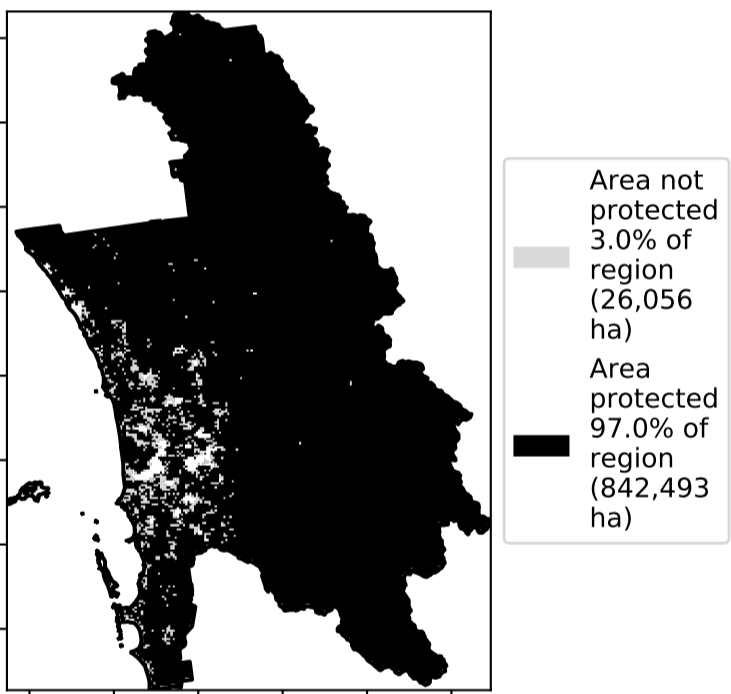 Area not
protected
3.0% of
region
(26,056
ha)
Area
protected
97.0% of
region
(842,493
ha)